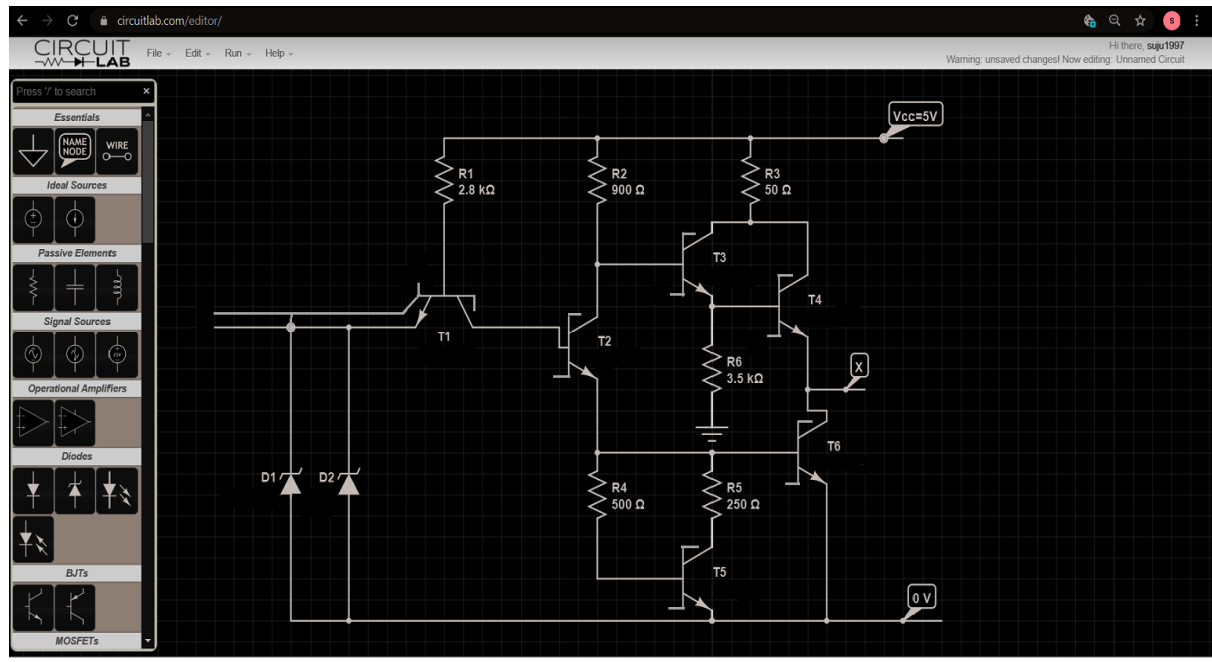 circuitlab.com/editor/
S
CIRCUIT
LAB
File Edit Run Help
Hi there, suju1997
Warning: unsaved changes! Now editing: Unnamed Circuit
Press '/' to search ×
Essentials
NAME
NODE
WIRE
Ideal Sources
Passive Elements
Signal Sources
Operational Amplifiers
Diodes
BJTs
MOSFETs
Vcc=5V
R1
2.8 kΩ
R2
900 Ω
R3
50 Ω
T3
T4
T1
T2
R6
3.5 kΩ
X
T6
D1
D2
R4
500 Ω
R5
250 Ω
T5
0 V